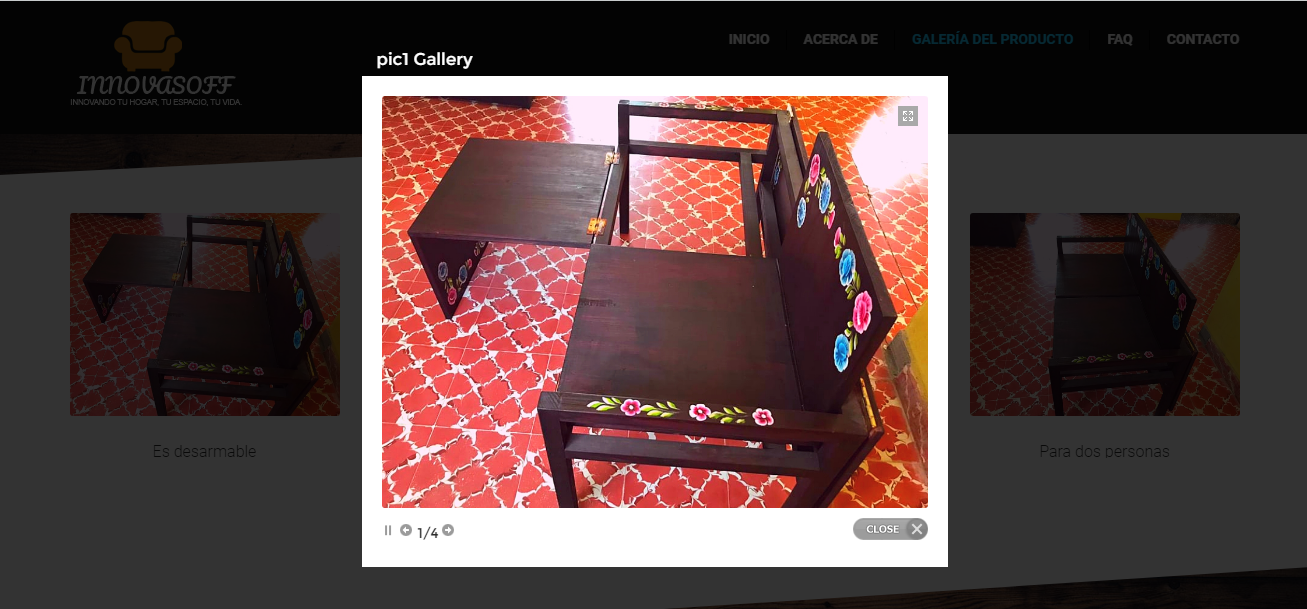 INICIO
ACERCA DE
GALERÍA DEL PRODUCTO
FAQ
CONTACTO
pic1 Gallery
INNOVASOFF
INNOVANDO TU HOGAR, TU ESPACIO, TU VIDA.
Es desarmable
Para dos personas
1/4
CLOSE